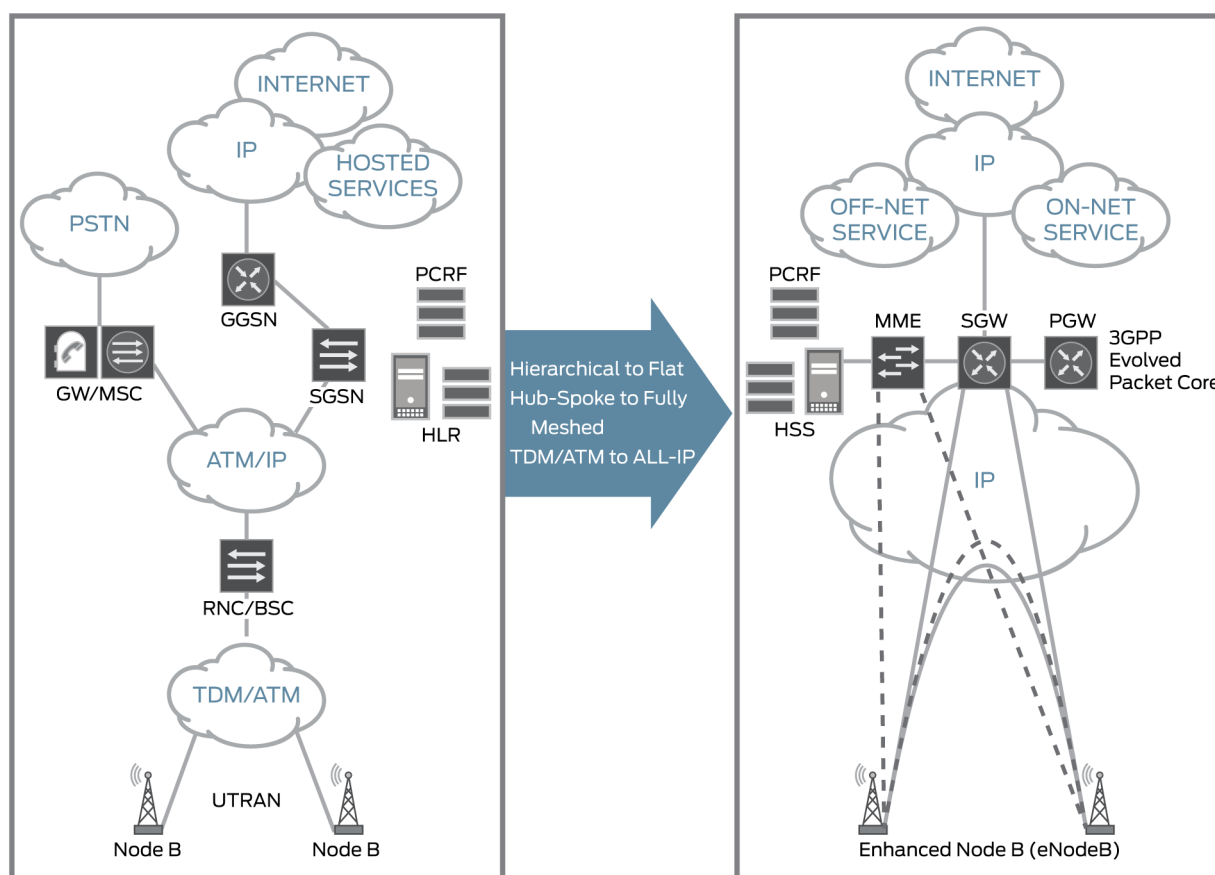 INTERNET
IP
HOSTED
SERVICES
PSTN
GGSN
PCRF
GW/MSC
SGSN
HLR
ATM/IP
RNC/BSC
TDM/ATM
UTRAN
Node B
Node B
Hierarchical to Flat
Hub-Spoke to Fully
Meshed
TDM/ATM to ALL-IP
INTERNET
IP
OFF-NET
SERVICE
ON-NET
SERVICE
PCRF
MME
SGW
PGW
3GPP
Evolved
Packet Core
HSS
IP
Enhanced Node B (eNodeB)